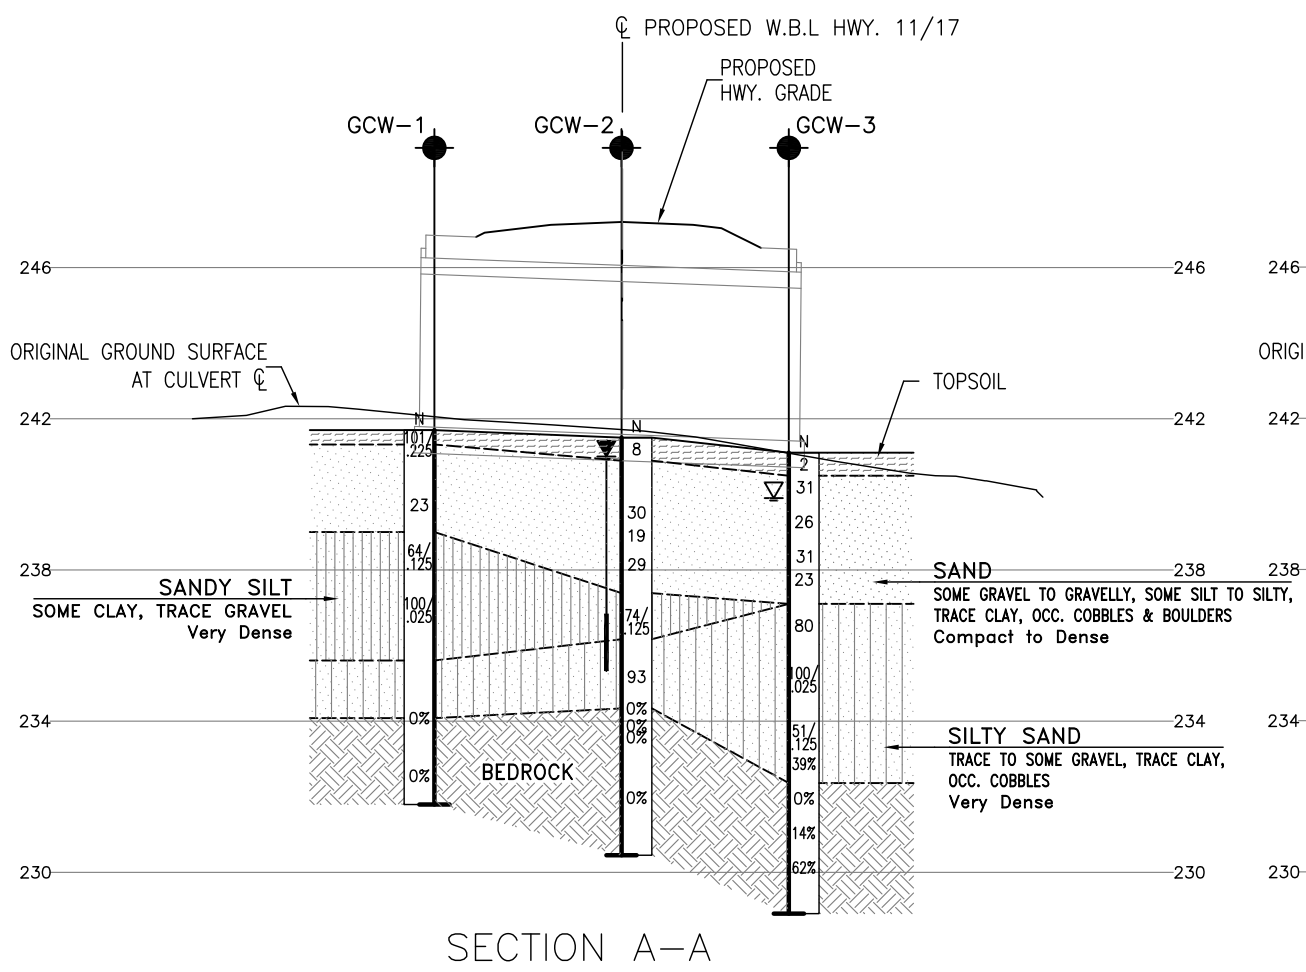 ℄ PROPOSED W.B.L HWY. 11/17
PROPOSED
HWY. GRADE
GCW-1
GCW-2
GCW-3
246
246
246
ORIGINAL GROUND SURFACE
AT CULVERT ℄
ORIGI
TOPSOIL
242
242
242
N
101/
.225
23
64/
.125
100/
.025
0%
0%
N
8
30
19
29
74/
.125
93
0%
0%
0%
0%
N
2
31
26
31
23
80
100/
.025
51/
.125
39%
0%
14%
62%
238
238
238
SANDY SILT
SOME CLAY, TRACE GRAVEL
Very Dense
SAND
SOME GRAVEL TO GRAVELLY, SOME SILT TO SILTY,
TRACE CLAY, OCC. COBBLES & BOULDERS
Compact to Dense
234
234
234
SILTY SAND
TRACE TO SOME GRAVEL, TRACE CLAY,
OCC. COBBLES
Very Dense
BEDROCK
230
230
230
SECTION A-A